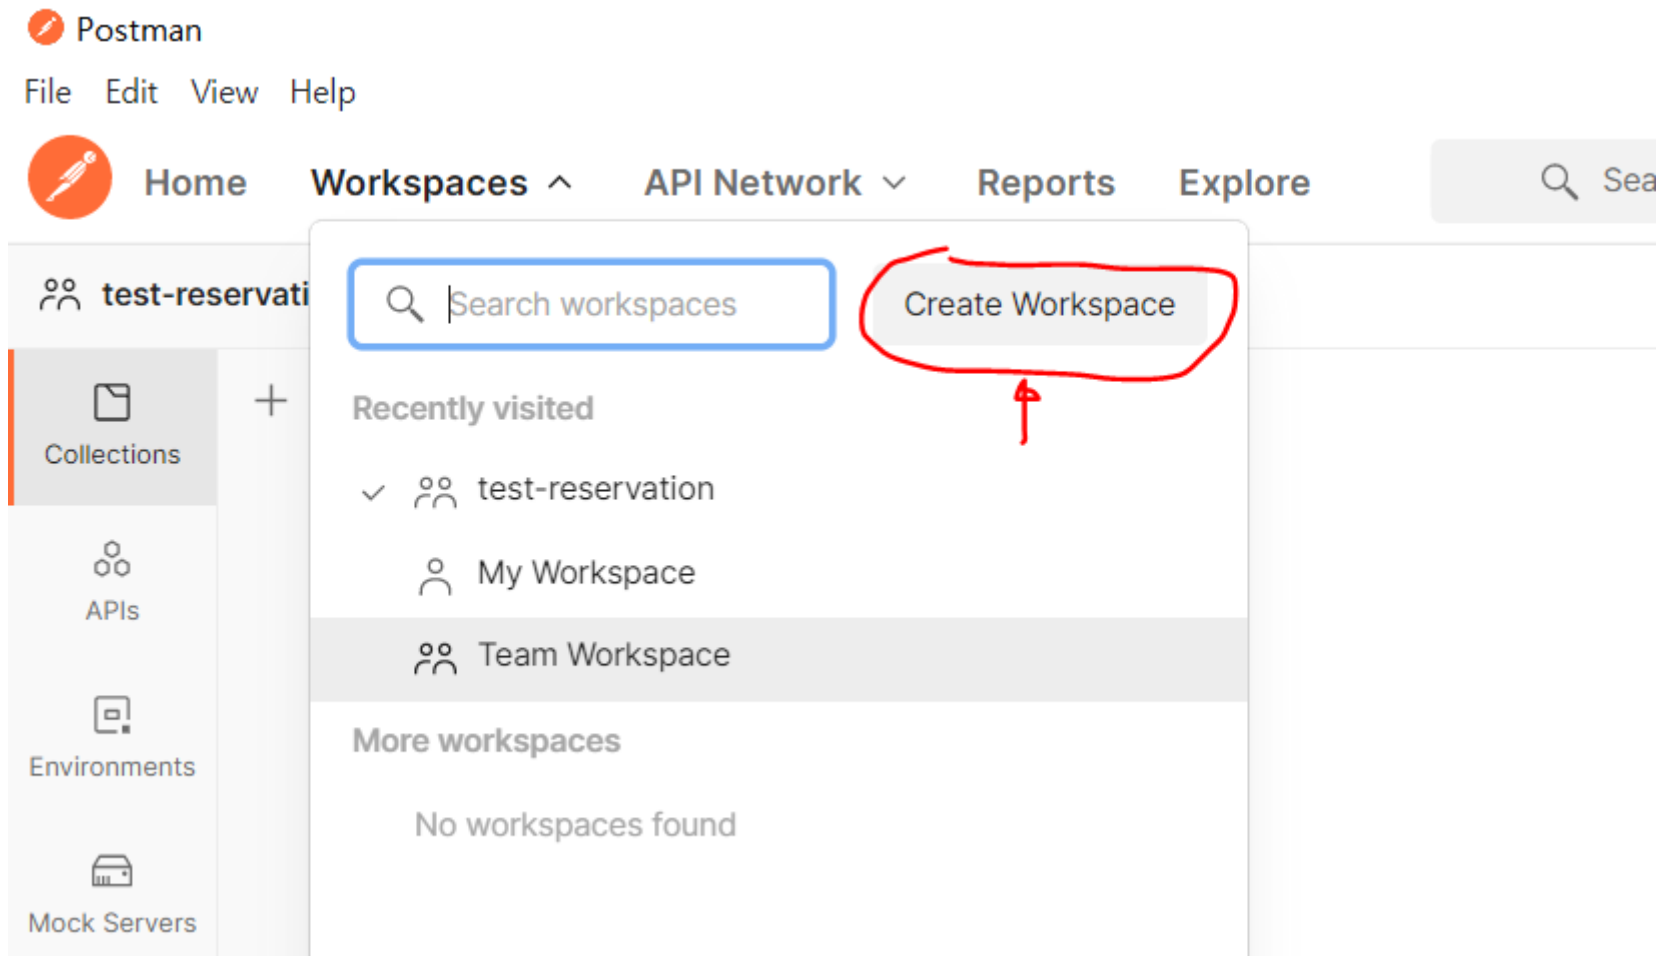 Postman
File Edit View Help
Home Workspaces API Network Reports Explore Sea
test-reservati
Search workspaces Create Workspace
Collections
Recently visited
test-reservation
APIs
My Workspace
Team Workspace
Environments
More workspaces
No workspaces found
Mock Servers